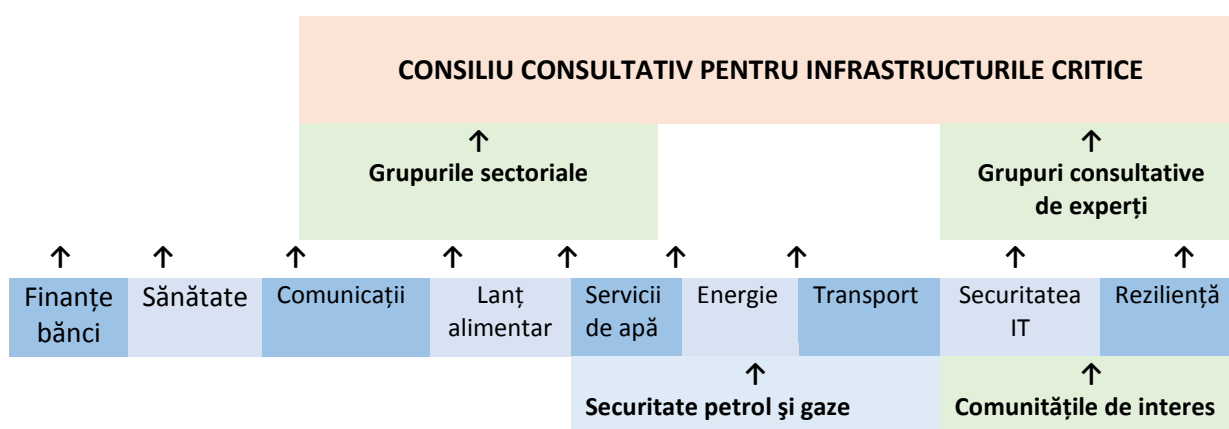 CONSILIU CONSULTATIV PENTRU INFRASTRUCTURILE CRITICE
↑ ↑
Grupurile sectoriale Grupuri consultative
de experți
↑ ↑ ↑ ↑ ↑ ↑ ↑ ↑ ↑
Finanțe
bănci
Sănătate
Comunicații
Lanț
alimentar
Servicii
de apă
Energie
Transport
Securitatea
IT
Reziliență
↑ ↑
Securitate petrol şi gaze
Comunitățile de interes